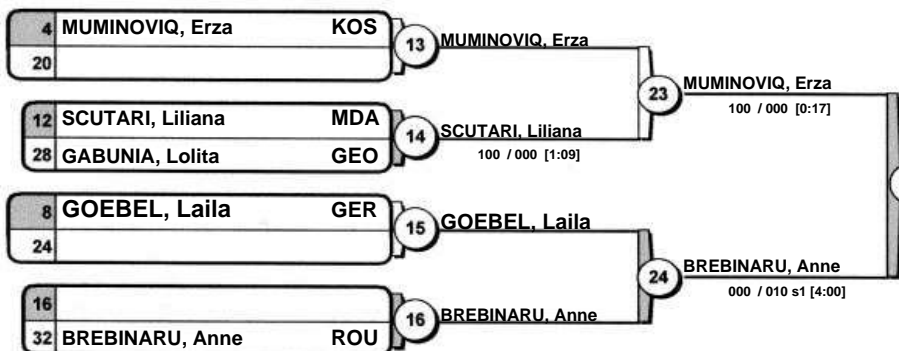 4 MUMINOVIQ, Erza KOS
20
13
MUMINOVIQ, Erza
12 SCUTARI, Liliana MDA
28 GABUNIA, Lolita GEO
14
SCUTARI, Liliana
100 / 000 [1:09]
23
MUMINOVIQ, Erza
100 / 000 [0:17]
8 GOEBEL, Laila GER
24
15
GOEBEL, Laila
16
32 BREBINARU, Anne ROU
16
BREBINARU, Anne
24
BREBINARU, Anne
000 / 010 s1 [4:00]